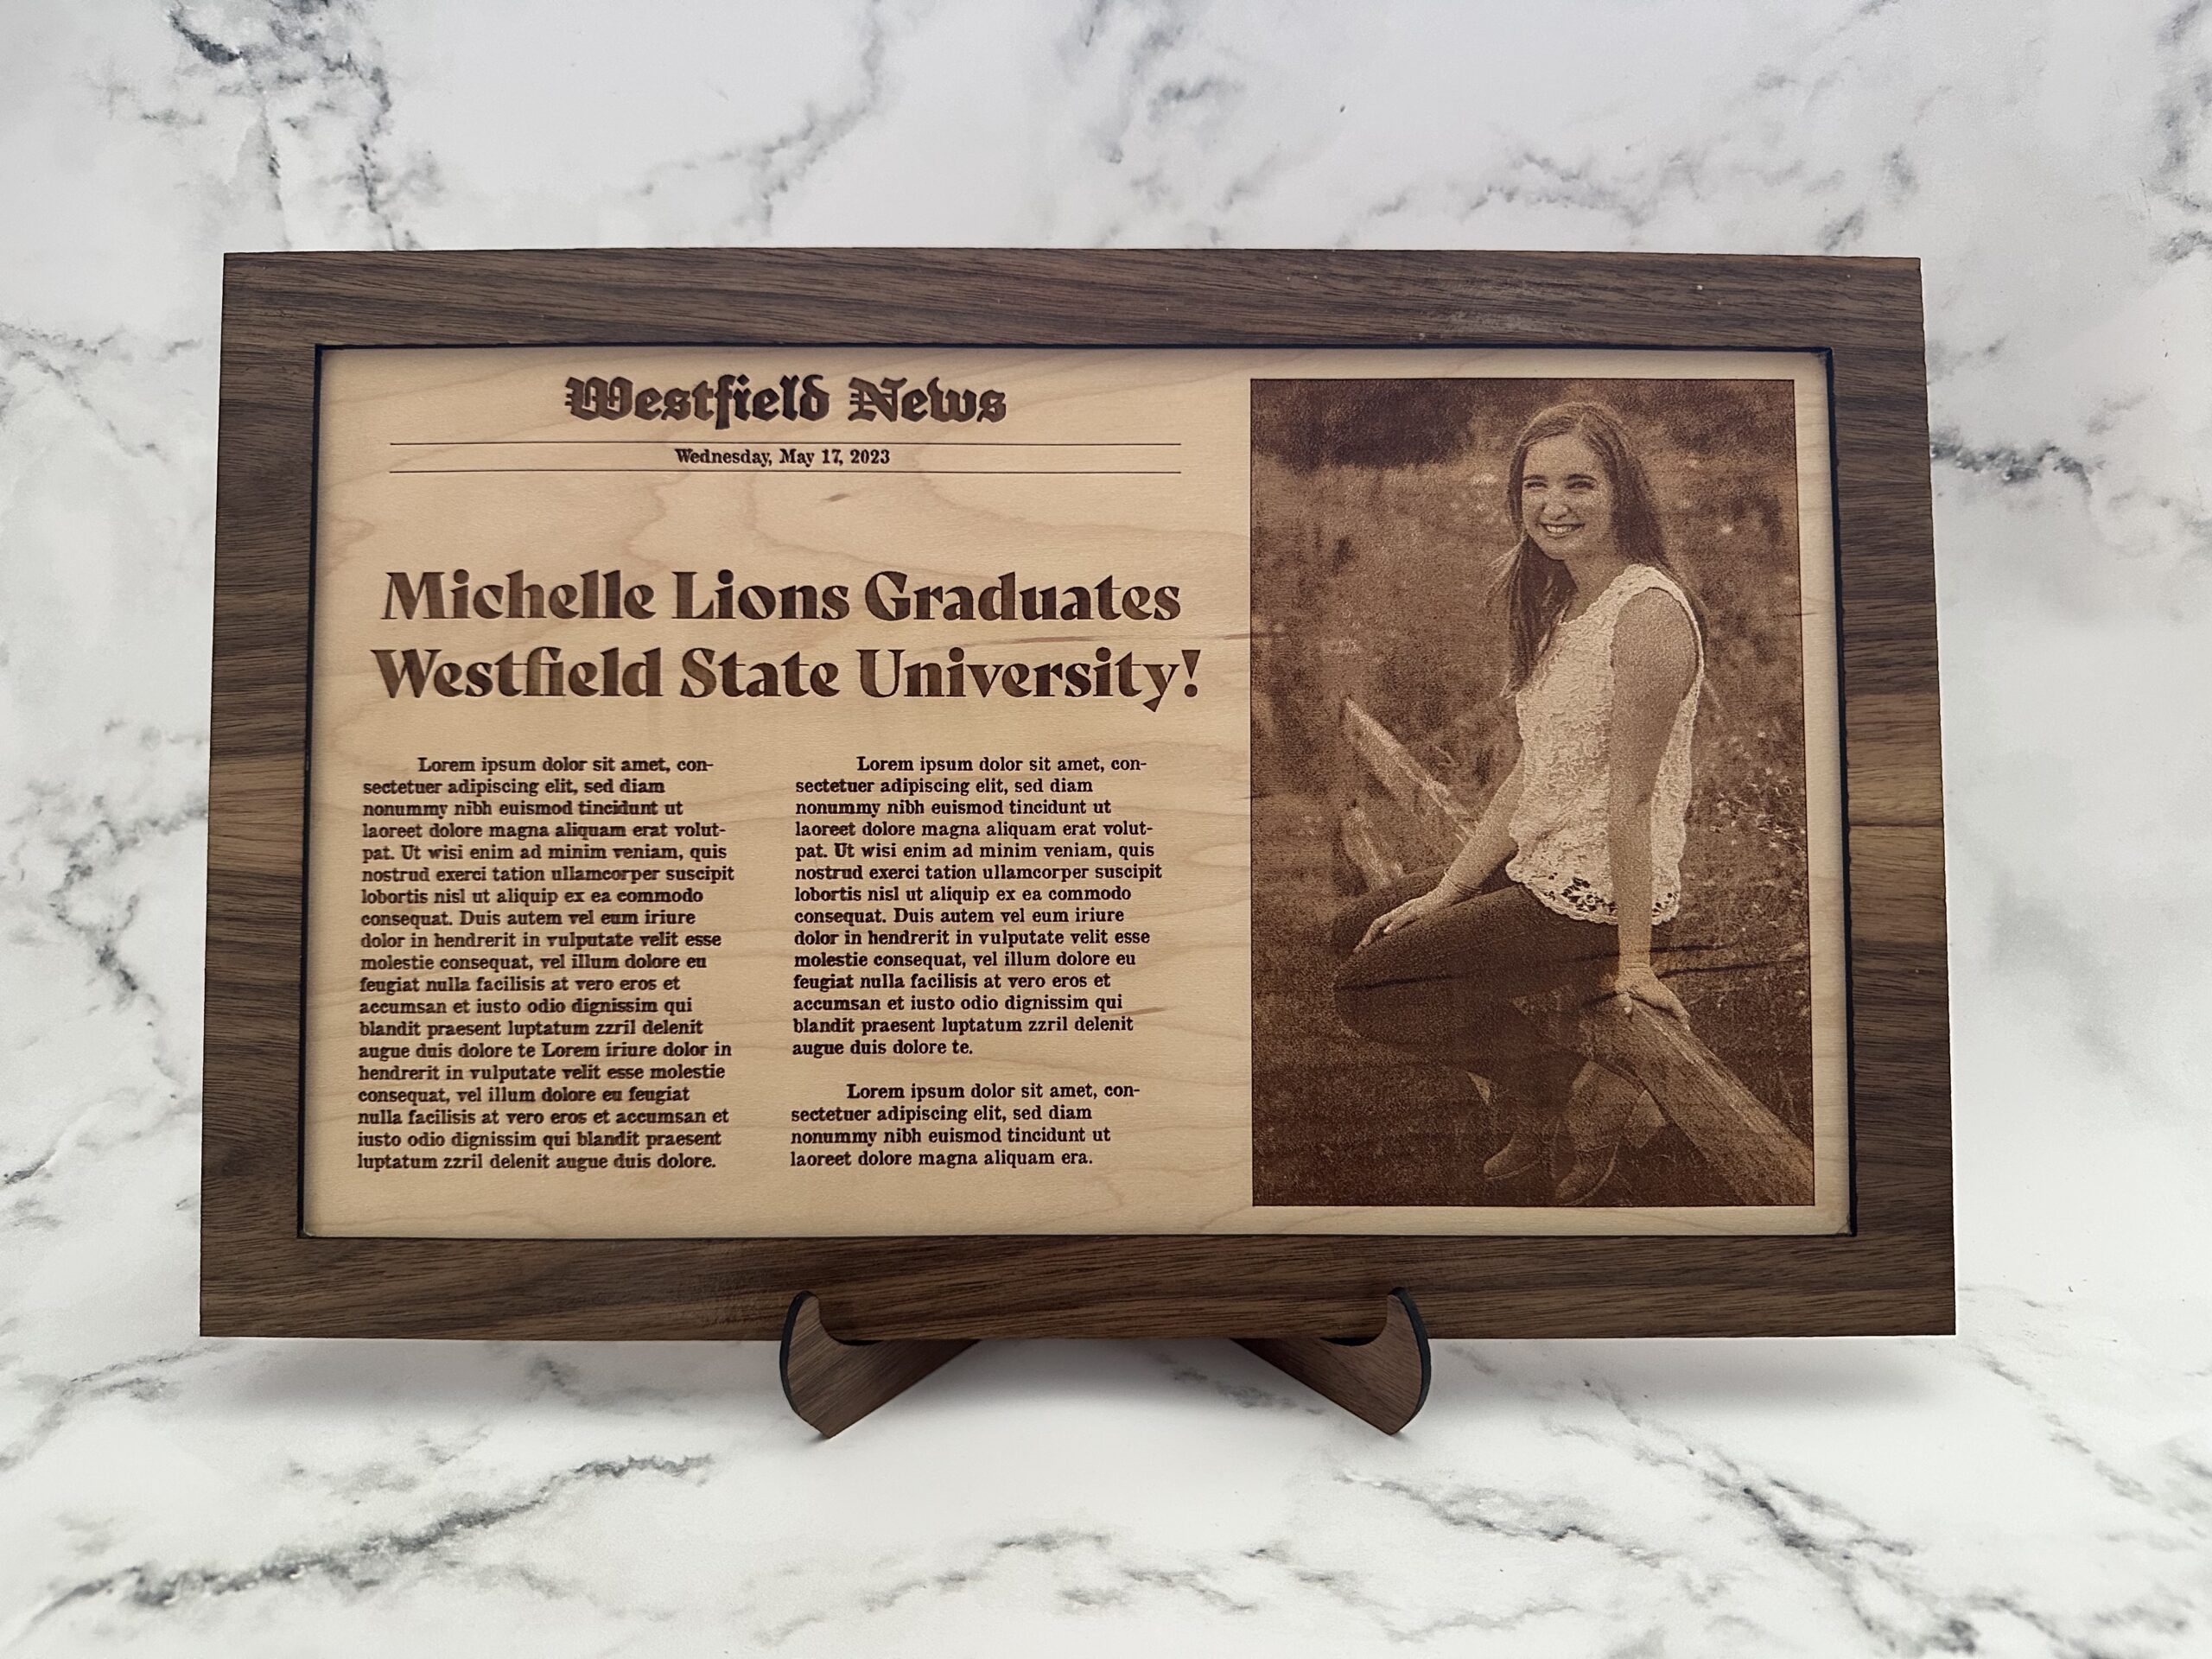 Westfield News
Wednesday, May 17, 2023
Michelle Lions Graduates
Westfield State University!
Lorem ipsum dolor sit amet, con-
sectetuer adipiscing elit, sed diam
nonummy nibh euismod tincidunt ut
laoreet dolore magna aliquam erat volut-
pat. Ut wisi enim ad minim veniam, quis
nostrud exerci tation ullamcorper suscipit
lobortis nisl ut aliquip ex ea commodo
consequat. Duis autem vel eum iriure
dolor in hendrerit in vulputate velit esse
molestie consequat, vel illum dolore eu
feugiat nulla facilisis at vero eros et
accumsan et iusto odio dignissim qui
blandit praesent luptatum zzril delenit
augue duis dolore te Lorem iriure dolor in
hendrerit in vulputate velit esse molestie
consequat, vel illum dolore eu feugiat
nulla facilisis at vero eros et accumsan et
iusto odio dignissim qui blandit praesent
luptatum zzril delenit augue duis dolore.
Lorem ipsum dolor sit amet, con-
sectetuer adipiscing elit, sed diam
nonummy nibh euismod tincidunt ut
laoreet dolore magna aliquam erat volut-
pat. Ut wisi enim ad minim veniam, quis
nostrud exerci tation ullamcorper suscipit
lobortis nisl ut aliquip ex ea commodo
consequat. Duis autem vel eum iriure
dolor in hendrerit in vulputate velit esse
molestie consequat, vel illum dolore eu
feugiat nulla facilisis at vero eros et
accumsan et iusto odio dignissim qui
blandit praesent luptatum zzril delenit
augue duis dolore te.
Lorem ipsum dolor sit amet, con-
sectetuer adipiscing elit, sed diam
nonummy nibh euismod tincidunt ut
laoreet dolore magna aliquam era.